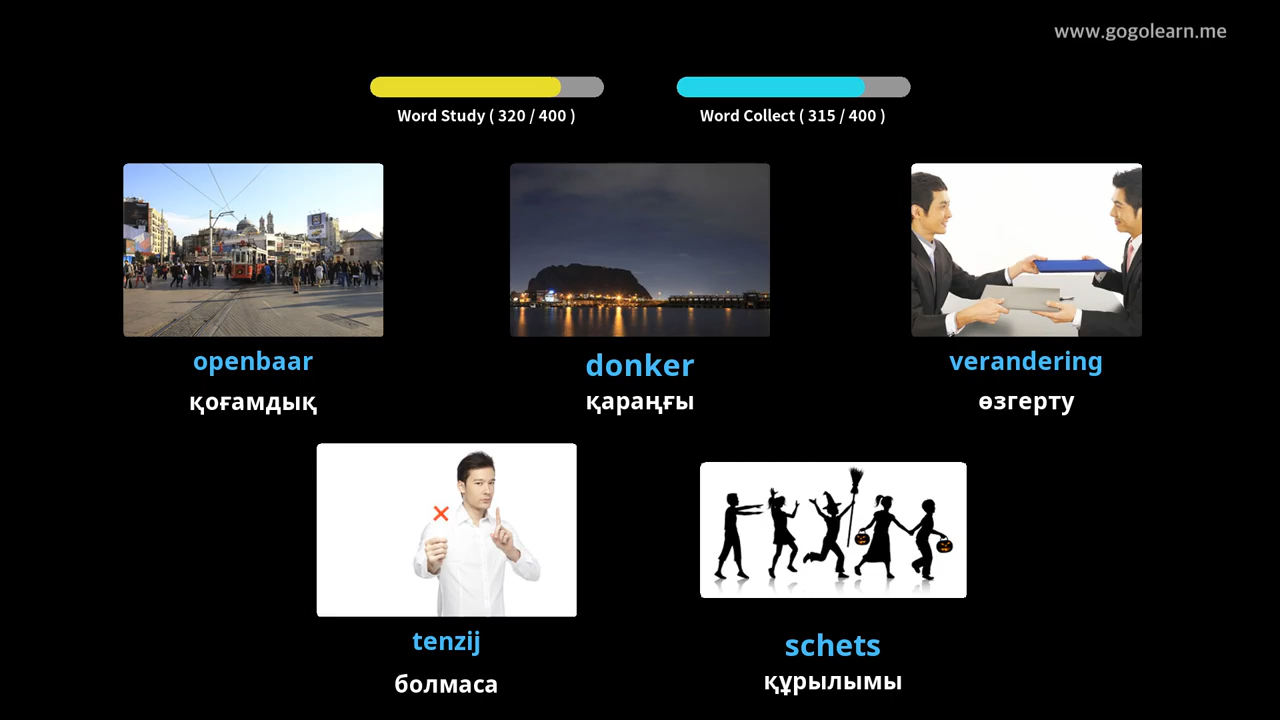 www.gogolearn.me
Word Study ( 320 / 400 )
Word Collect ( 315 / 400 )
openbaar
қоғамдық
donker
қараңғы
verandering
өзгерту
tenzij
болмаса
schets
құрылымы